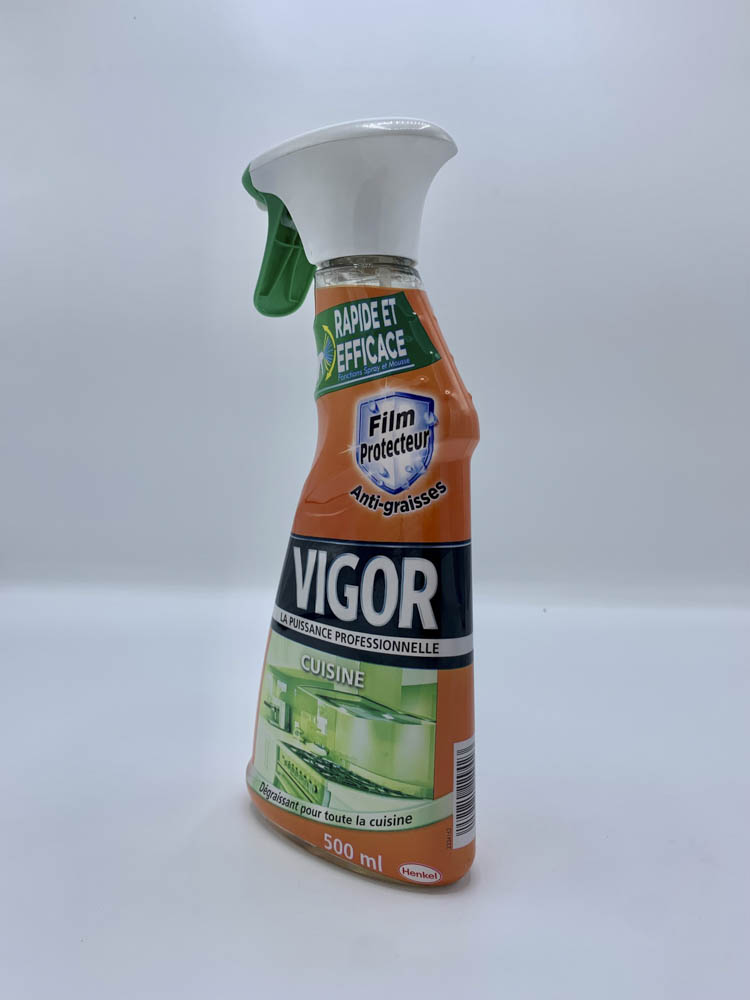 RAPIDE ET
EFFICACE
Fonctions Spray et Mousse
Film
Protecteur
Anti-graisses
VIGOR
LA PUISSANCE PROFESSIONNELLE
CUISINE
Dégraissant pour toute la cuisine
500 ml
Henkel